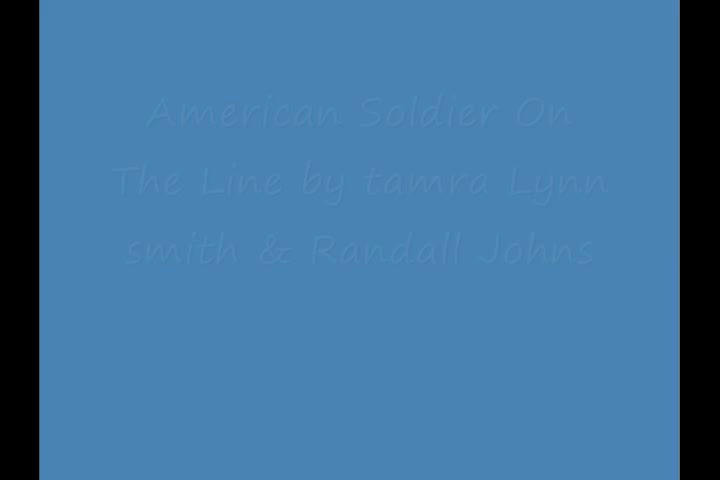 American Soldier On
The Line by tamra Lynn
smith & Randall Johns